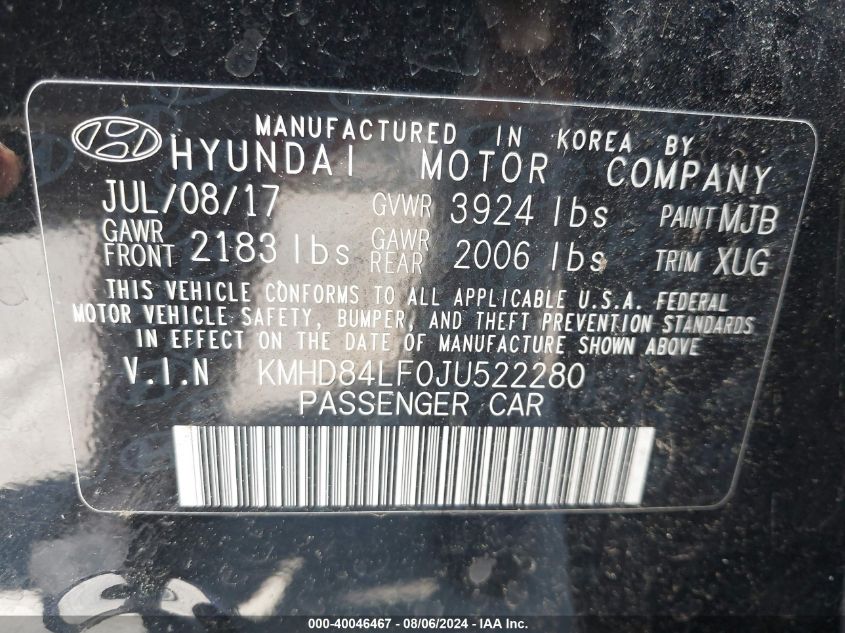 MANUFACTURED IN KOREA BY
HYUNDAI MOTOR COMPANY
JUL/08/17 GVWR 3924 lbs PAINT MJB
GAWR FRONT 2183 lbs GAWR REAR 2006 lbs TRIM XUG
THIS VEHICLE CONFORMS TO ALL APPLICABLE U.S.A. FEDERAL
MOTOR VEHICLE SAFETY, BUMPER, AND THEFT PREVENTION STANDARDS
IN EFFECT ON THE DATE OF MANUFACTURE SHOWN ABOVE
V.I.N KMHD84LF0JU522280
PASSENGER CAR
000-40046467 - 08/06/2024 - IAA Inc.